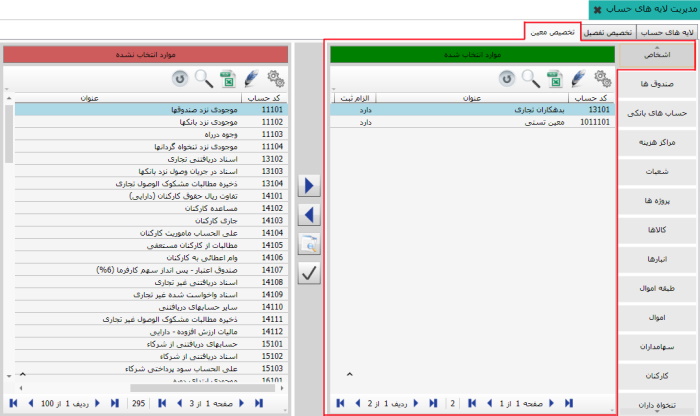 مدیریت لایه های حساب
لایه های حساب
تخصیص تفصیل
تخصیص معین
اشخاص
صندوق ها
حساب های بانکی
مراکز هزینه
شعبات
پروژه ها
کالاها
انبارها
طبقه اموال
اموال
سهامداران
کارکنان
تنخواه داران
موارد انتخاب شده
کد حساب عنوان الزام ثبت
13101 بدهکاران تجاری دارد
1011101 معین تستی دارد
صفحه 1 از 1 2 ردیف 1 از 2
موارد انتخاب نشده
کد حساب عنوان
11101 موجودی نزد صندوقها
11102 موجودی نزد بانکها
11103 وجوه درراه
11104 موجودی نزد تنخواه گردانها
13102 اسناد دریافتنی تجاری
13103 اسناد در جریان وصول نزد بانکها
13104 ذخیره مطالبات مشکوک الوصول تجاری
14101 تفاوت ریال حقوق کارکنان (دارایی)
14102 مساعده کارکنان
14103 جاری کارکنان
14104 علی الحساب ماموریت کارکنان
14105 مطالبات از کارکنان مستعفی
14106 وام اعطائی به کارکنان
14107 صندوق اعتبار - پس انداز سهم کارفرما (6%)
14108 اسناد دریافتنی غیر تجاری
14109 اسناد واخواست شده غیر تجاری
14110 سایر حسابهای دریافتنی
14111 ذخیره مطالبات مشکوک الوصول غیر تجاری
14112 مالیات ارزش افزوده - دارایی
15101 حسابهای دریافتنی از شرکاء
15102 اسناد دریافتنی از شرکاء
15103 علی الحساب سود پرداختی شرکاء
16101 موجودی ابتدای دوره
صفحه 1 از 3 295 ردیف 1 از 100